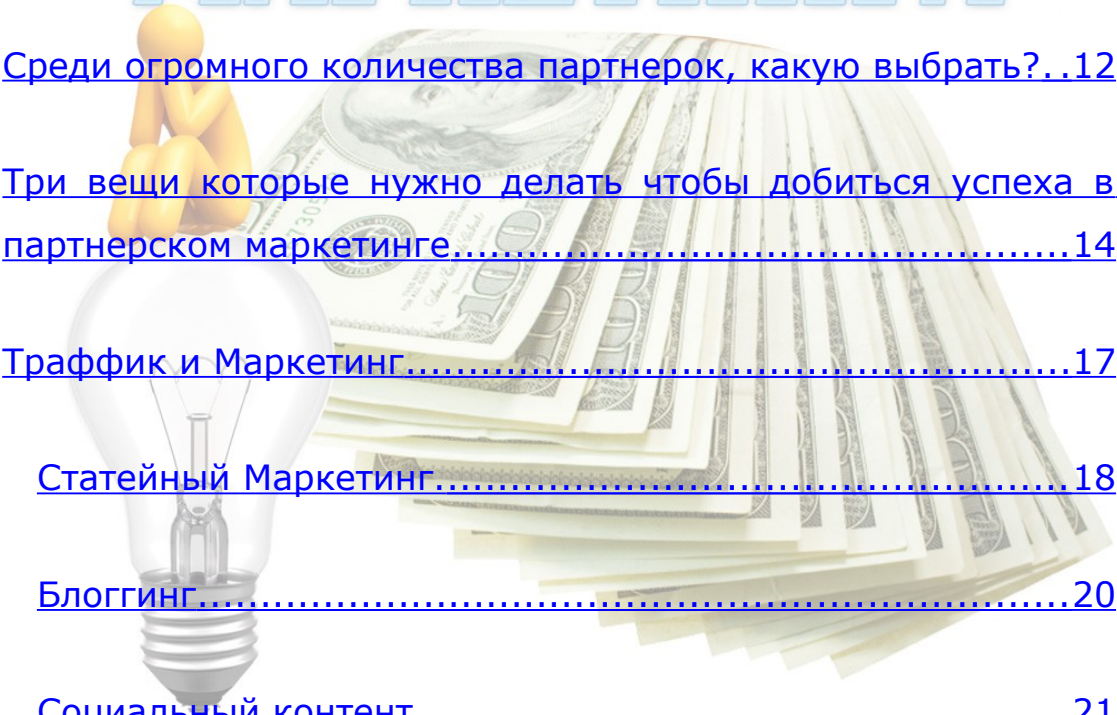 Среди огромного количества партнерок, какую выбрать?..12
Три вещи которые нужно делать чтобы добиться успеха в
партнерском маркетинге..................................................14
Траффик и Маркетинг.....................................................17
Статейный Маркетинг...................................................18
Блоггинг......................................................................20
Социальный контент.....................................................21